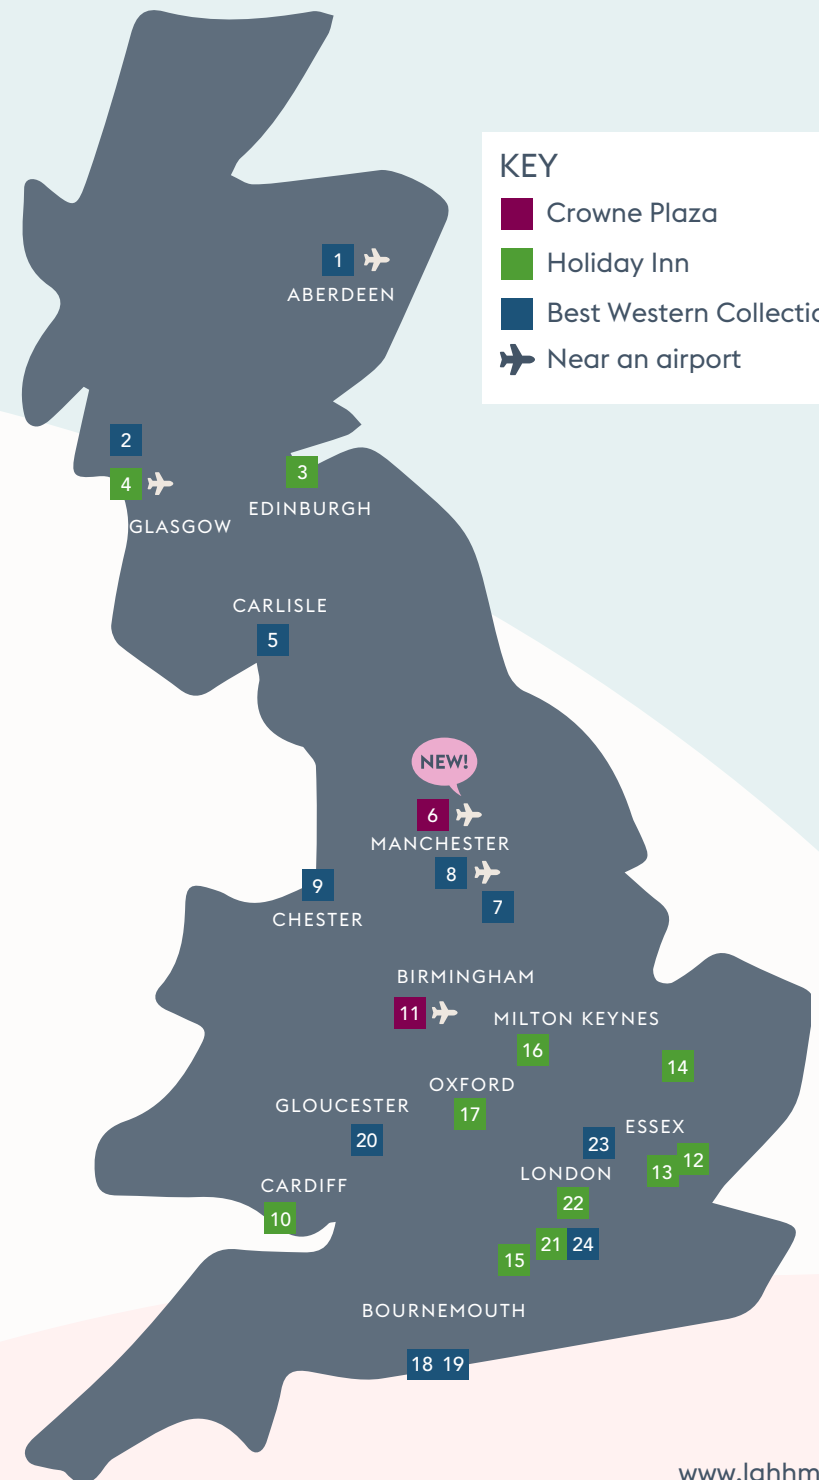 KEY
Crowne Plaza
Holiday Inn
Best Western Collectio
Near an airport
1
ABERDEEN
2
4
GLASGOW
3
EDINBURGH
CARLISLE
5
NEW!
6
MANCHESTER
8
7
9
CHESTER
BIRMINGHAM
11
MILTON KEYNES
16
14
OXFORD
17
GLOUCESTER
20
ESSEX
23
12
13
LONDON
22
CARDIFF
10
21 24
15
BOURNEMOUTH
18 19
www.lahhm